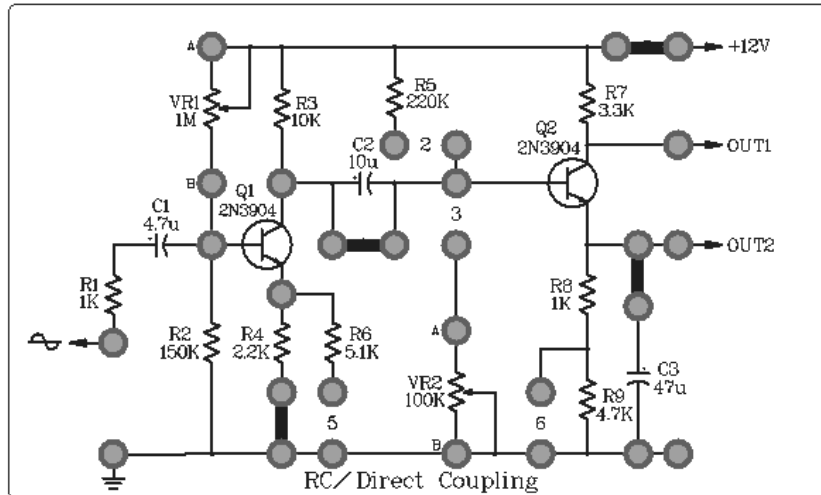 A
+12V
VR1
1M
R3
10K
R5
220K
R7
3.3K
Q2
2N3904
C2
10u
2
OUT1
B
Q1
2N3904
3
C1
4.7u
OUT2
R1
1K
R8
1K
R2
150K
R4
2.2K
R6
5.1K
A
VR2
100K
C3
47u
R9
4.7K
5
6
B
RC/Direct Coupling